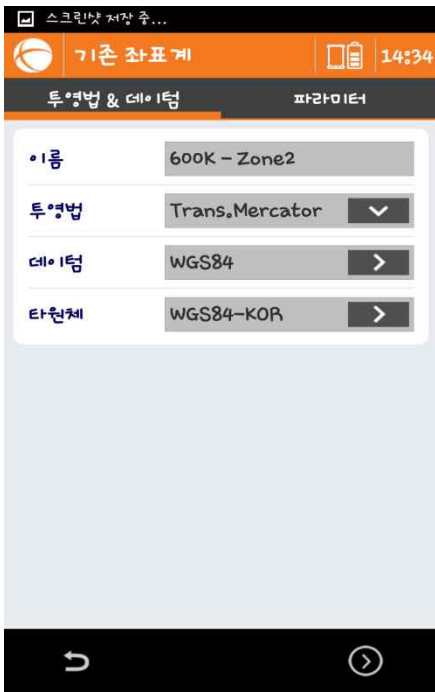 스크린샷 저장 중...
기존 좌표계 14:34
투영법 & 데이텀 파라미터
이름 600K - Zone2
투영법 Trans.Mercator
데이텀 WGS84
타원체 WGS84-KOR